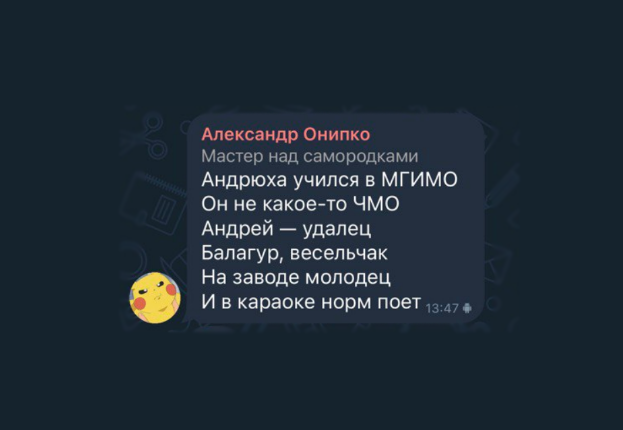 Александр Онипко
Мастер над самородками
Андрюха учился в МГИМО
Он не какое-то ЧМО
Андрей — удалец
Балагур, весельчак
На заводе молодец
И в караоке норм поет 13:47